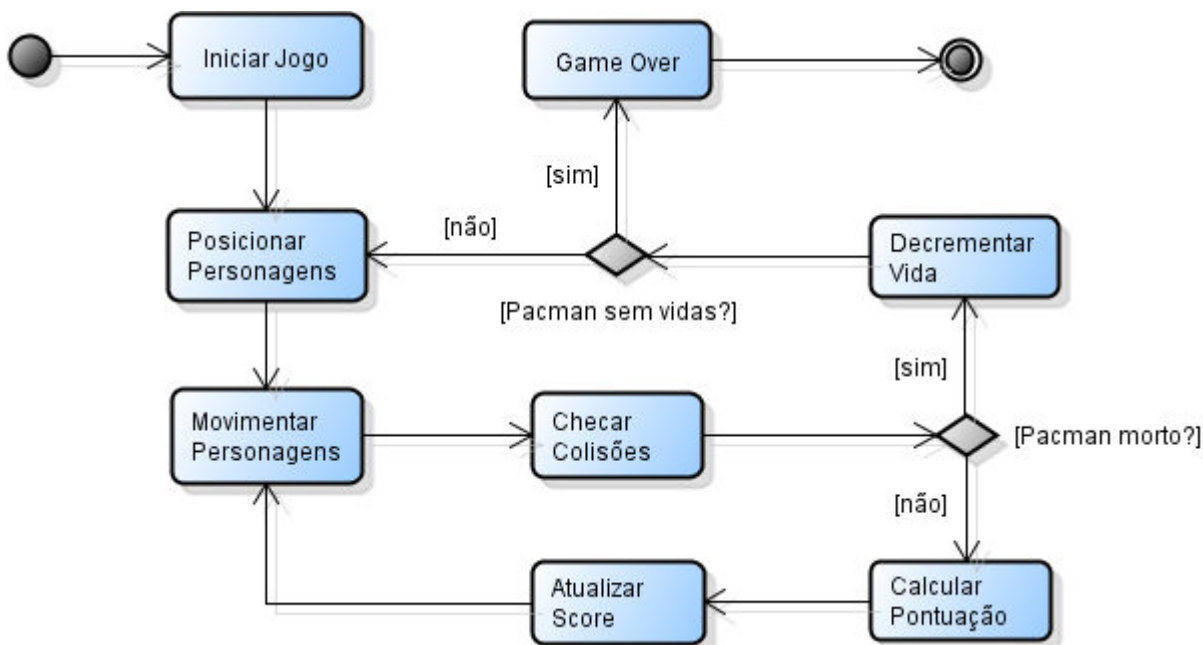 Iniciar Jogo
Game Over
[sim]
[não]
Posicionar
Personagens
Decrementar
Vida
[Pacman sem vidas?]
[sim]
Movimentar
Personagens
Checar
Colisões
[Pacman morto?]
[não]
Atualizar
Score
Calcular
Pontuação